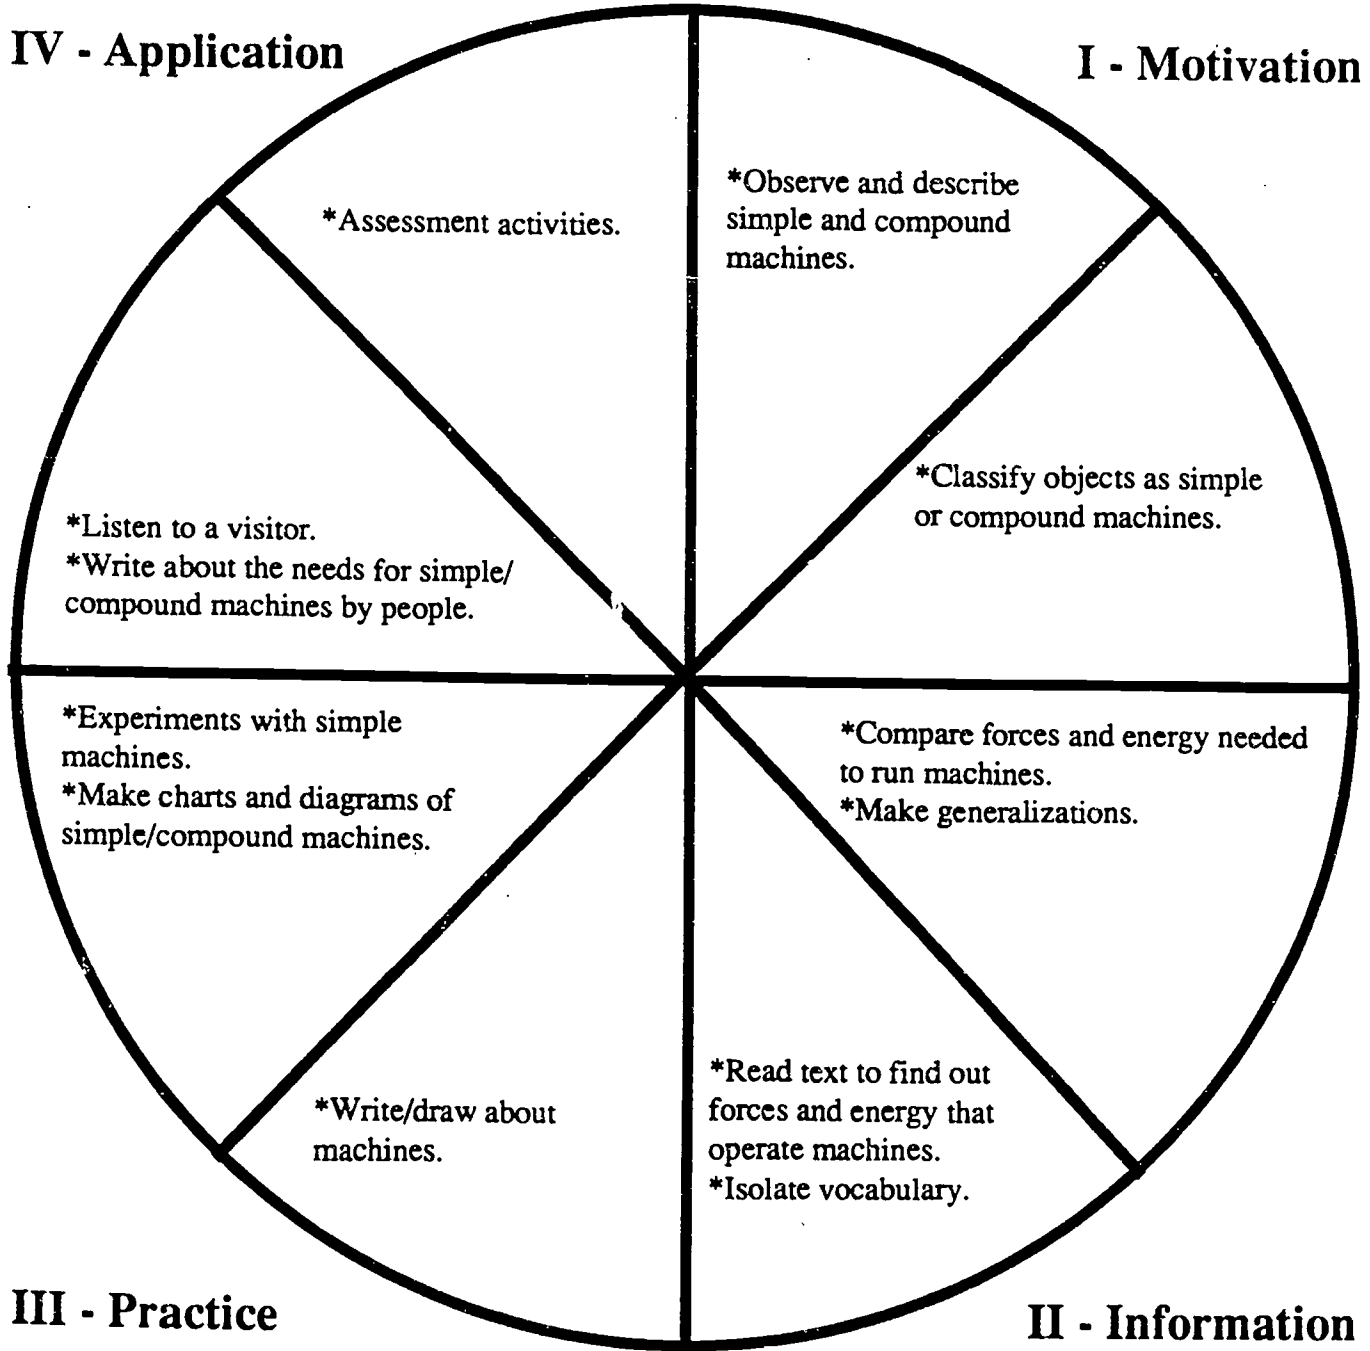 IV - Application
I - Motivation
*Assessment activities.
*Observe and describe
simple and compound
machines.
*Classify objects as simple
or compound machines.
*Listen to a visitor.
*Write about the needs for simple/
compound machines by people.
*Experiments with simple
machines.
*Make charts and diagrams of
simple/compound machines.
*Compare forces and energy needed
to run machines.
*Make generalizations.
*Write/draw about
machines.
*Read text to find out
forces and energy that
operate machines.
*Isolate vocabulary.
III - Practice
II - Information